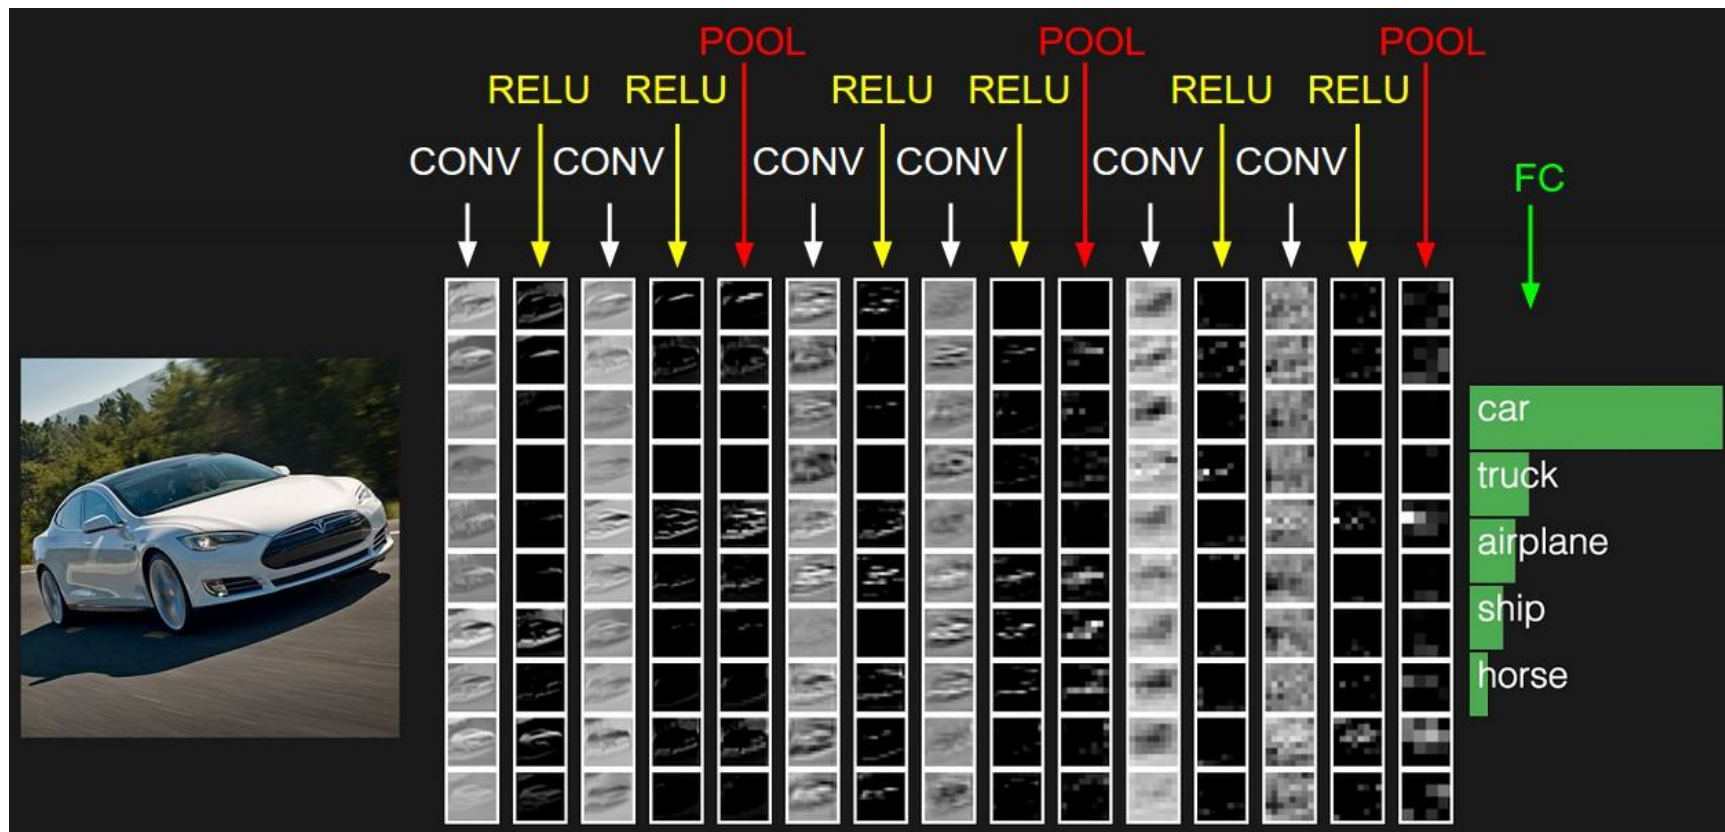 POOL POOL POOL
RELU RELU RELU RELU RELU RELU
CONV CONV CONV CONV CONV CONV
FC
car
truck
airplane
ship
horse